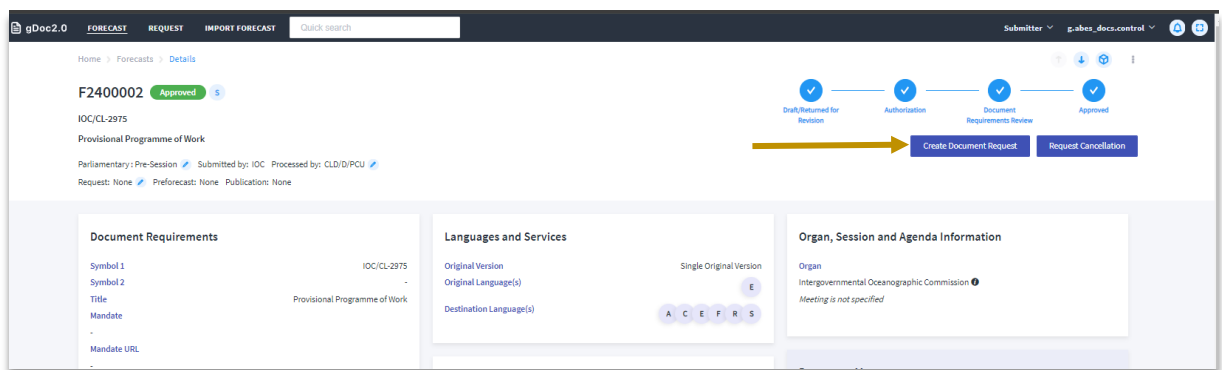 gDoc2.0 FORECAST REQUEST IMPORT FORECAST Quick search Submitter g.abes_docs.control
Home > Forecasts > Details
F2400002 Approved S
IOC/CL-2975
Provisional Programme of Work
Parliamentary: Pre-Session Submitted by: IOC Processed by: CLD/D/PCU
Request: None Preforecast: None Publication: None
Draft/Returned for
Revision
Authorization
Document
Requirements Review
Approved
Create Document Request Request Cancellation
Document Requirements
Symbol 1 IOC/CL-2975
Symbol 2 -
Title Provisional Programme of Work
Mandate
-
Mandate URL
-
Languages and Services
Original Version Single Original Version
Original Language(s) E
Destination Language(s) A C E F R S
Organ, Session and Agenda Information
Organ
Intergovernmental Oceanographic Commission
Meeting is not specified